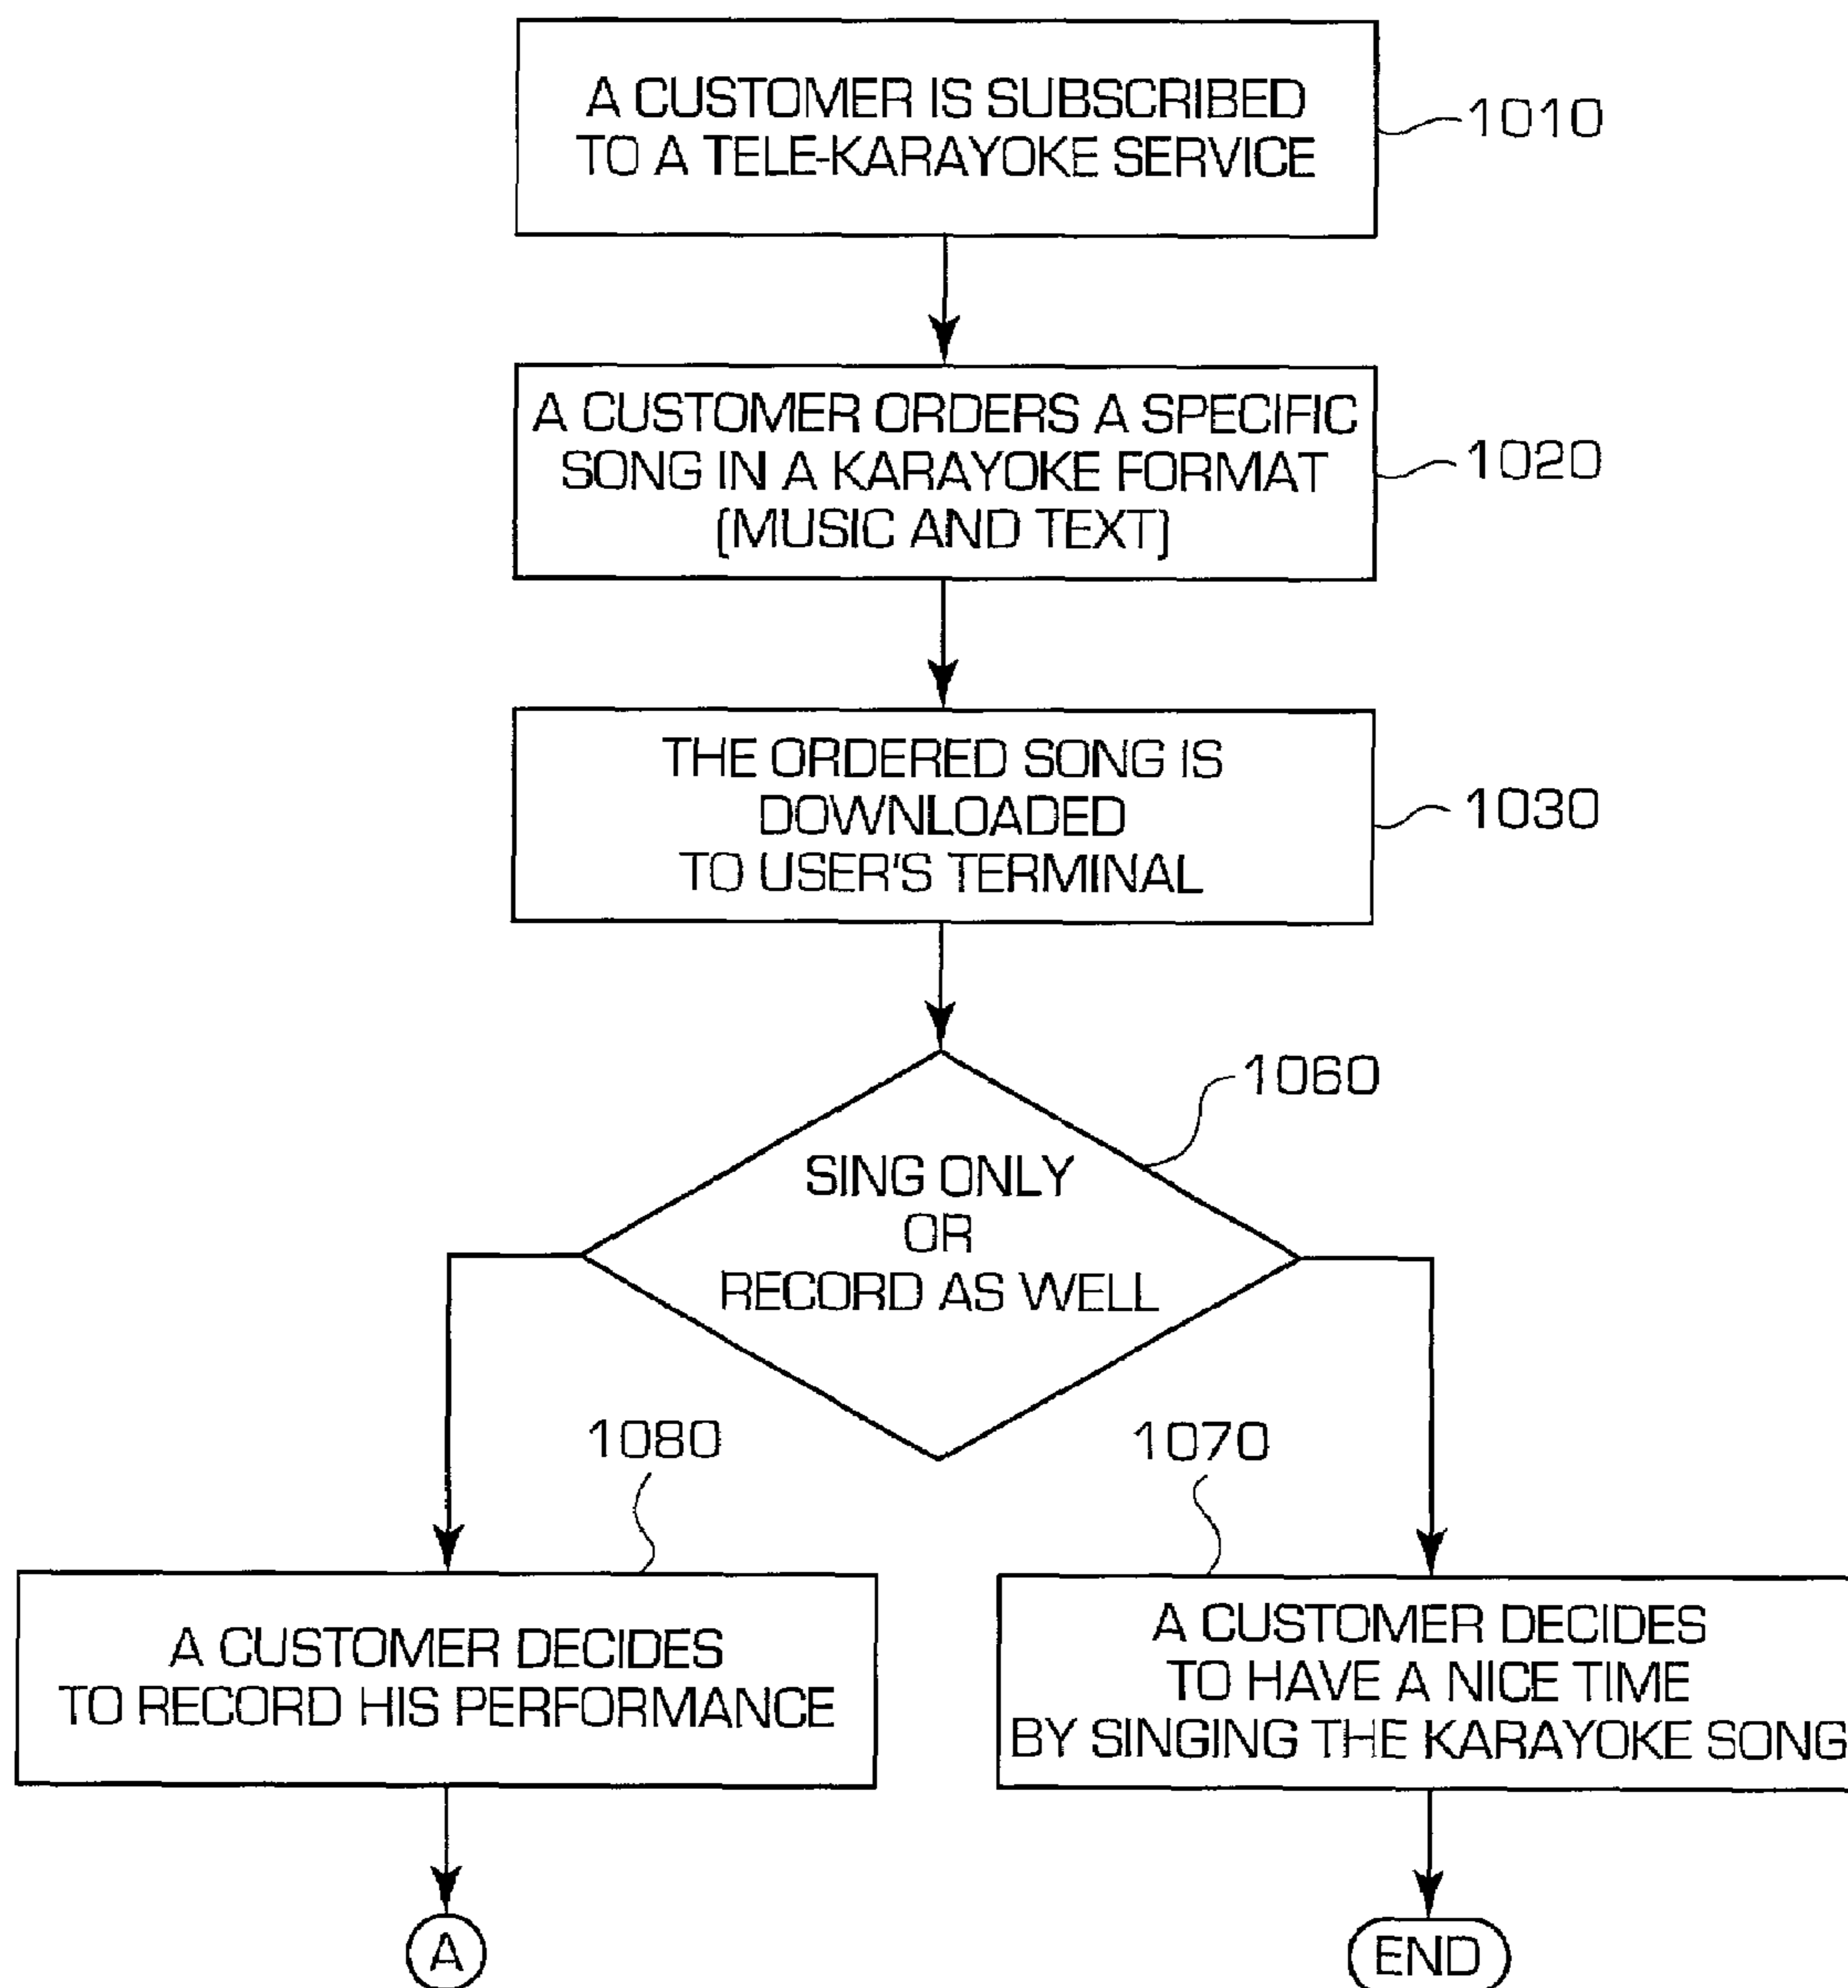 A CUSTOMER IS SUBSCRIBED
TO A TELE-KARAYOKE SERVICE
1010
A CUSTOMER ORDERS A SPECIFIC
SONG IN A KARAYOKE FORMAT
(MUSIC AND TEXT)
1020
THE ORDERED SONG IS
DOWNLOADED
TO USER'S TERMINAL
1030
1060
SING ONLY
OR
RECORD AS WELL
1080
1070
A CUSTOMER DECIDES
TO RECORD HIS PERFORMANCE
A CUSTOMER DECIDES
TO HAVE A NICE TIME
BY SINGING THE KARAYOKE SONG
A
END